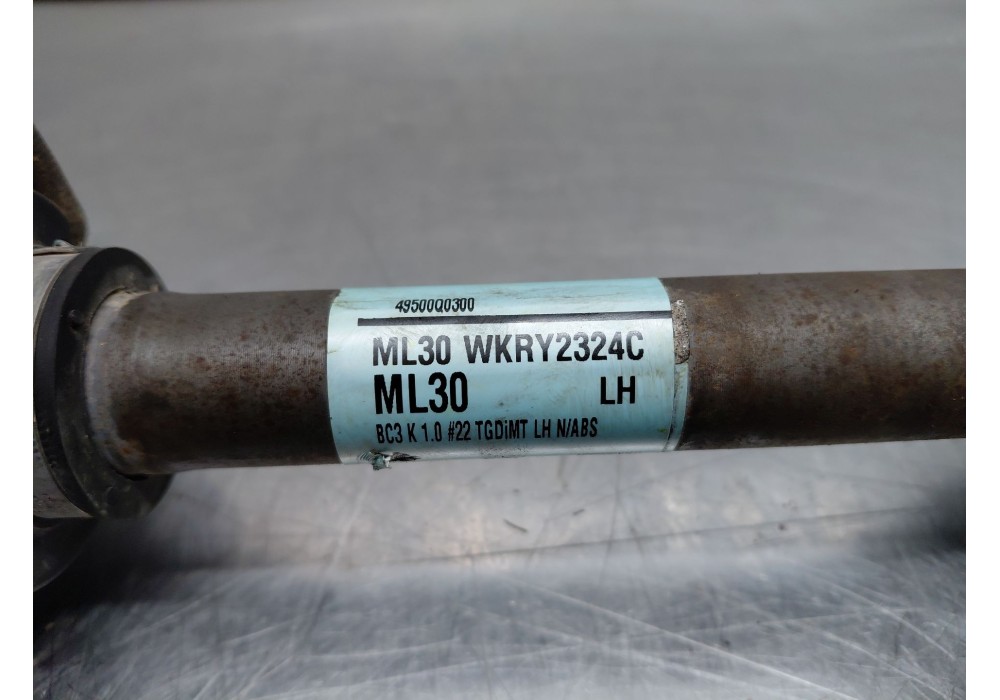 49500Q0300
ML30 WKRY2324C
ML30 LH
BC3 K 1.0 #22 TGDiMT LH N/ABS